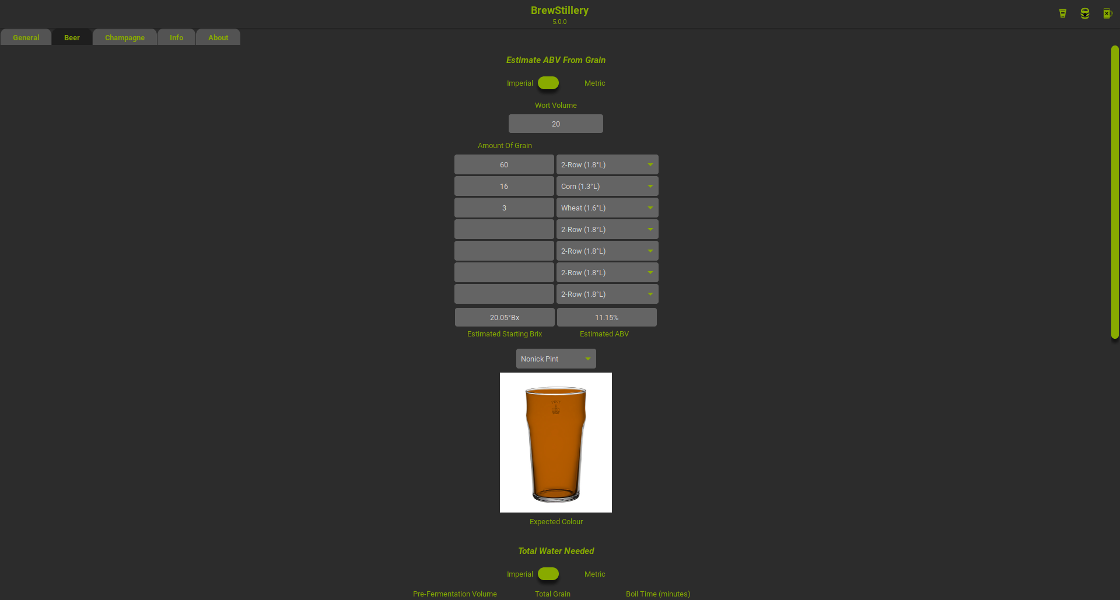 BrewStillery
5.0.0
General Beer Champagne Info About
Estimate ABV From Grain
Imperial Metric
Wort Volume
20
Amount Of Grain
60 2-Row (1.8°L)
16 Corn (1.3°L)
3 Wheat (1.6°L)
2-Row (1.8°L)
2-Row (1.8°L)
2-Row (1.8°L)
2-Row (1.8°L)
20.05°Bx 11.15%
Estimated Starting Brix Estimated ABV
Nonick Pint
Expected Colour
Total Water Needed
Imperial Metric
Pre-Fermentation Volume Total Grain Boil Time (minutes)